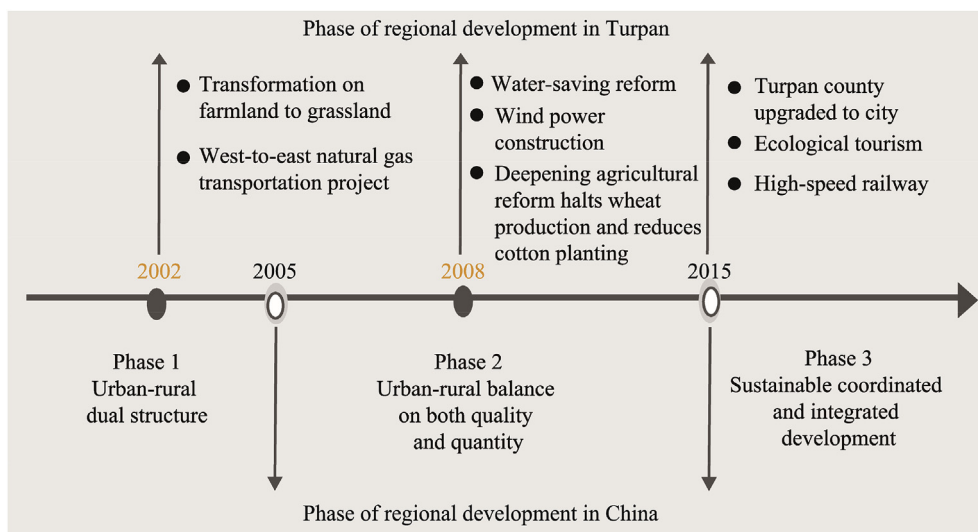 Phase of regional development in Turpan
Transformation on
farmland to grassland
West-to-east natural gas
transportation project
Water-saving reform
Wind power
construction
Deepening agricultural
reform halts wheat
production and reduces
cotton planting
Turpan county
upgraded to city
Ecological tourism
High-speed railway
2002
2005
2008
2015
Phase 1
Urban-rural
dual structure
Phase 2
Urban-rural balance
on both quality
and quantity
Phase 3
Sustainable coordinated
and integrated
development
Phase of regional development in China